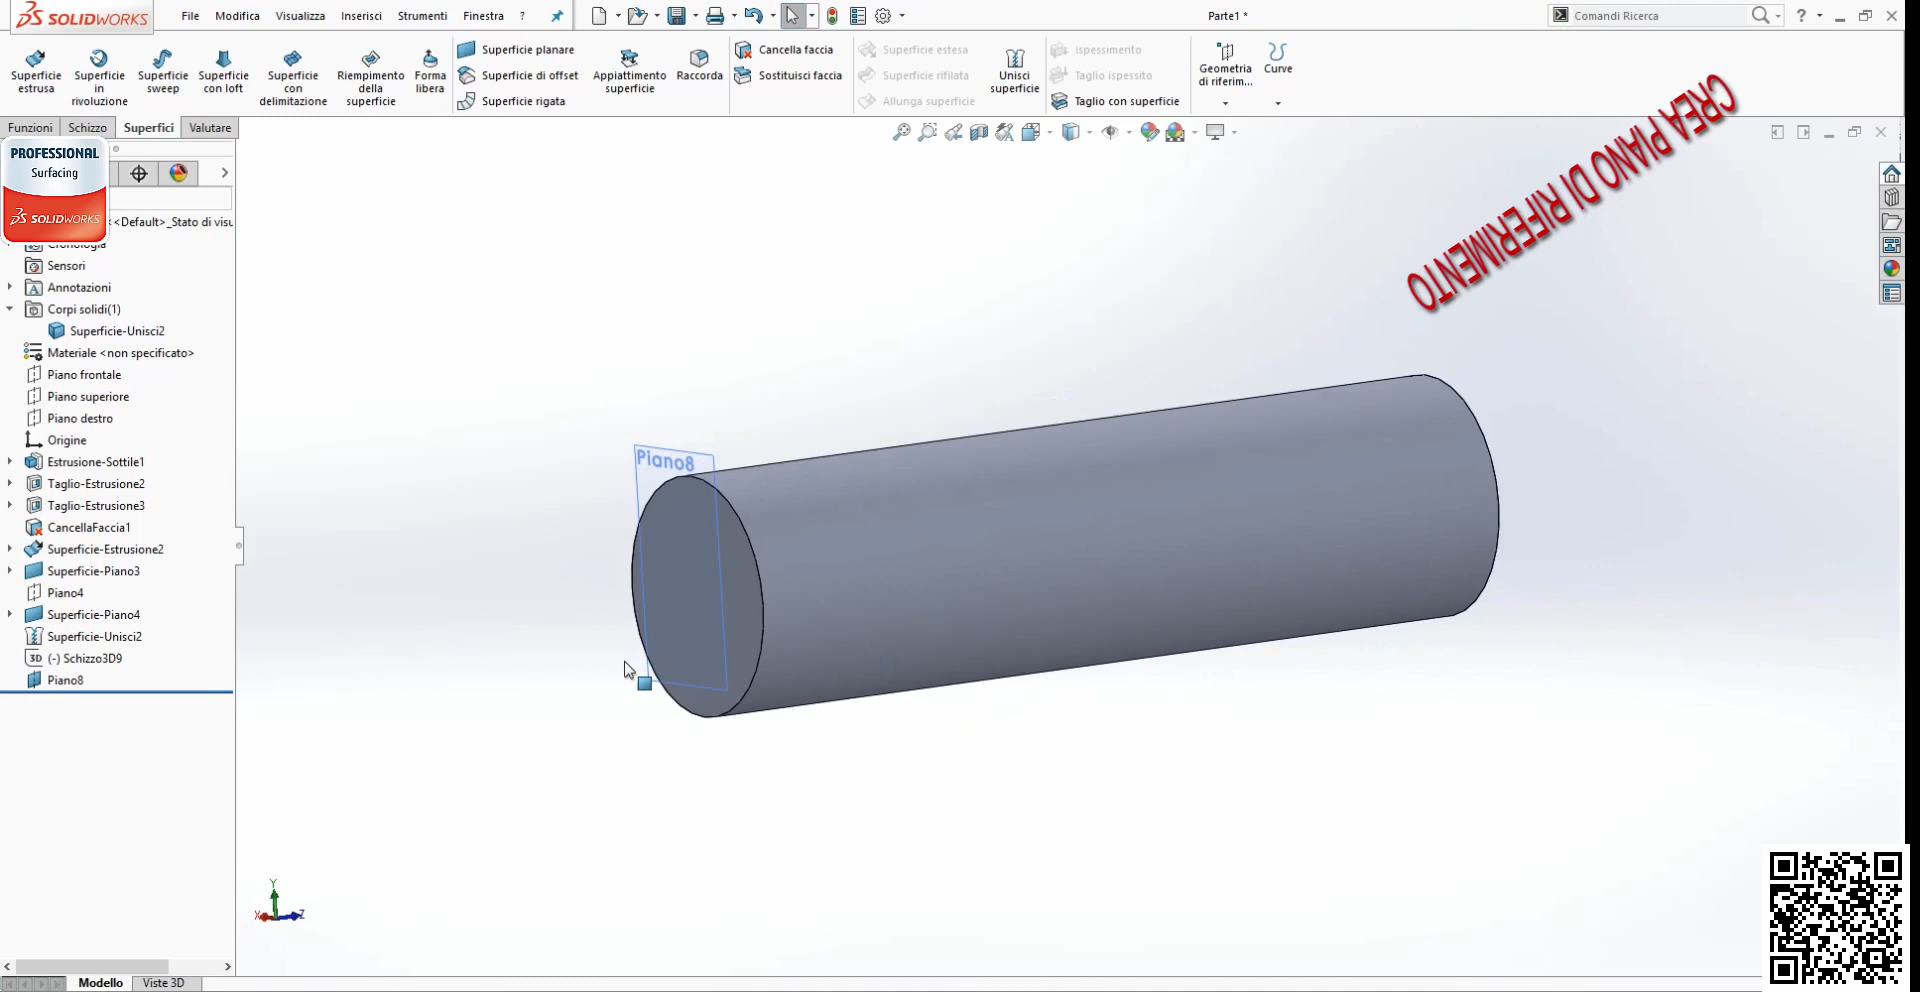 SOLIDWORKS
File Modifica Visualizza Inserisci Strumenti Finestra ?
Parte1 *
Comandi Ricerca
?
Superficie estrusa
Superficie in rivoluzione
Superficie sweep
Superficie con loft
Superficie con delimitazione
Riempimento della superficie
Forma libera
Superficie planare
Superficie di offset
Superficie rigata
Appiattimento superficie
Raccorda
Cancella faccia
Sostituisci faccia
Superficie estesa
Superficie rifilata
Allunga superficie
Unisci superficie
Ispessimento
Taglio ispessito
Taglio con superficie
Geometria di riferim...
Curve
Funzioni Schizzo Superfici Valutare
CREA PIANO DI RIFERIMENTO
PROFESSIONAL
Surfacing
SOLIDWORKS
<<Default>_Stato di visu
Cronologia
Sensori
Annotazioni
Corpi solidi(1)
Superficie-Unisci2
Materiale <non specificato>
Piano frontale
Piano superiore
Piano destro
Origine
Estrusione-Sottile1
Taglio-Estrusione2
Taglio-Estrusione3
CancellaFaccia1
Superficie-Estrusione2
Superficie-Piano3
Piano4
Superficie-Piano4
Superficie-Unisci2
3D (-) Schizzo3D9
Piano8
Piano8
Y
X
Z
Modello Viste 3D